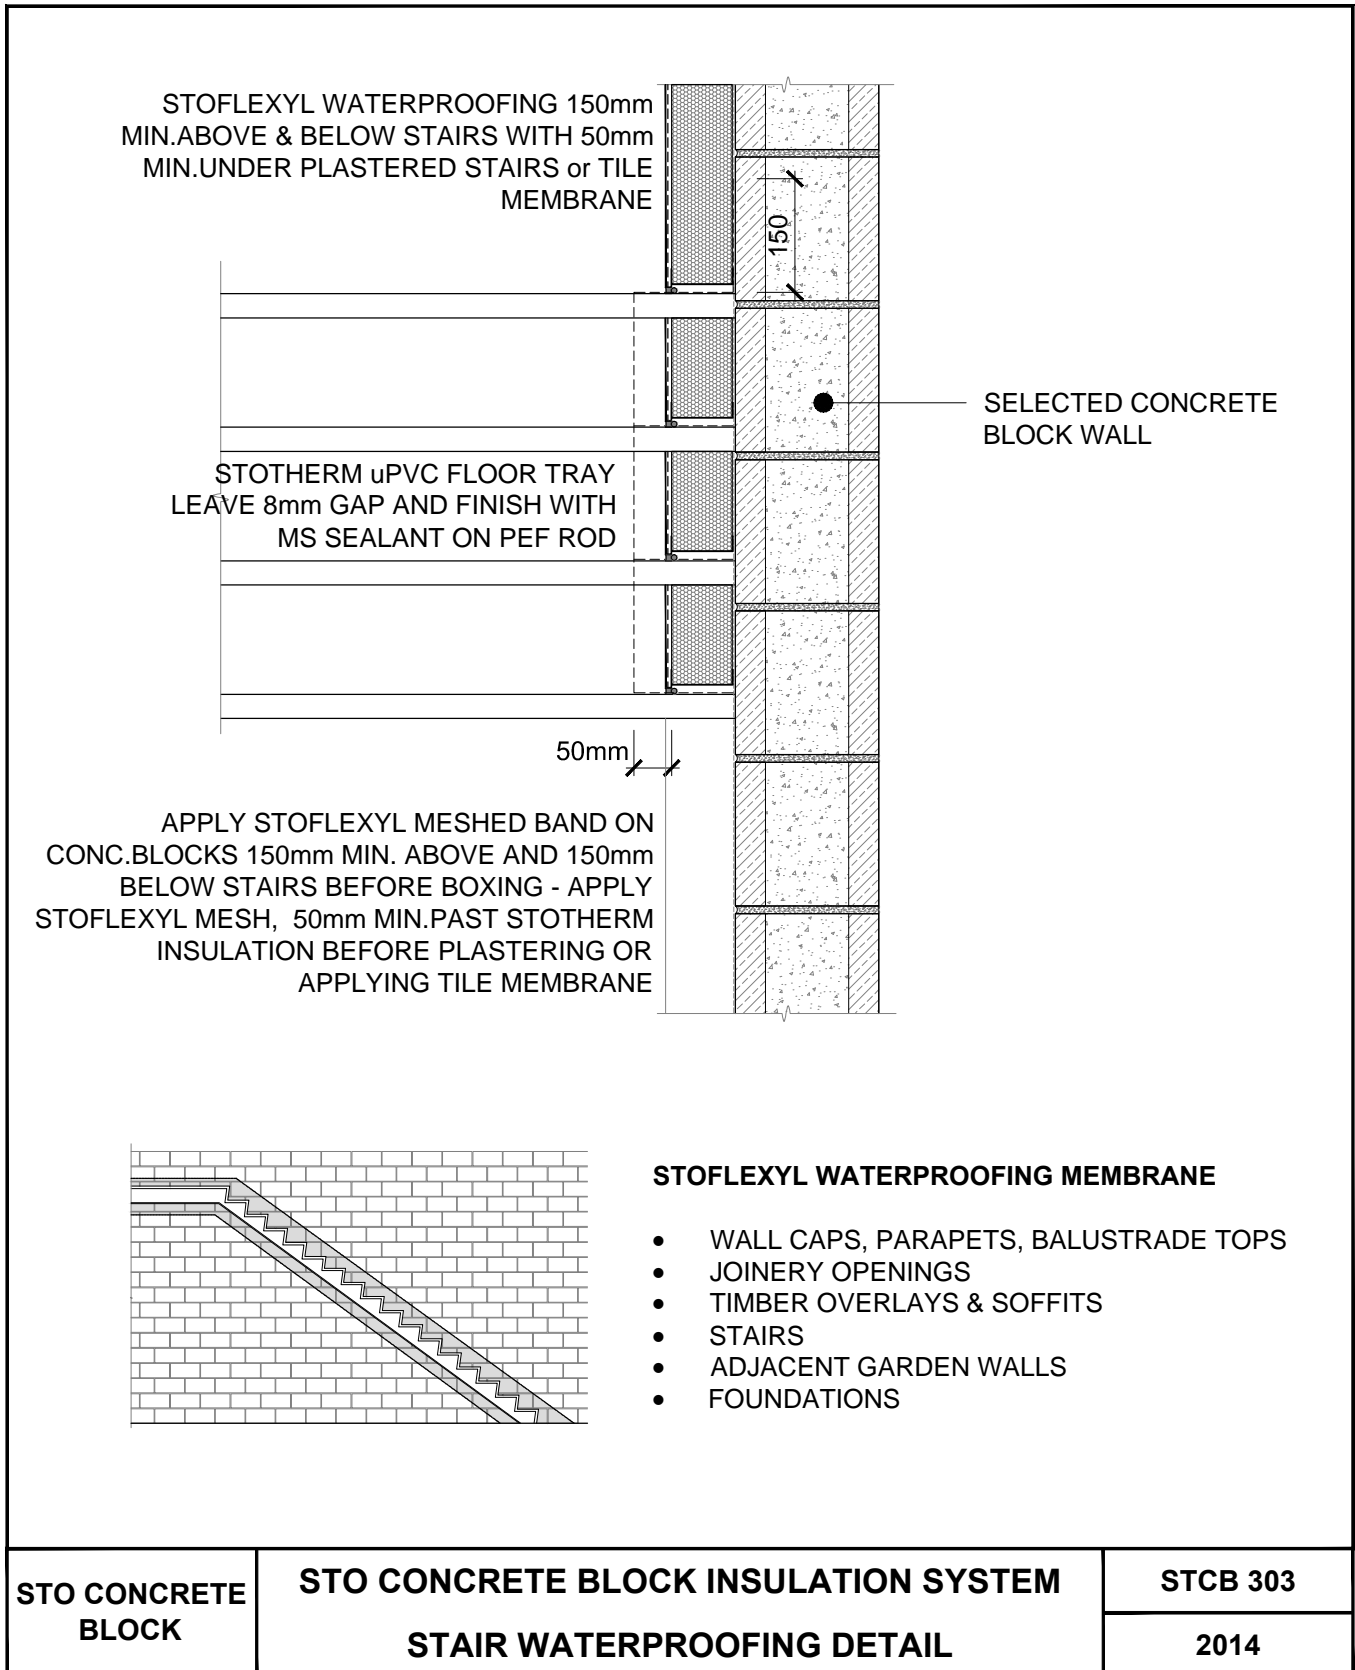 STOFLEXYL WATERPROOFING 150mm
MIN.ABOVE & BELOW STAIRS WITH 50mm
MIN.UNDER PLASTERED STAIRS or TILE
MEMBRANE
150
SELECTED CONCRETE
BLOCK WALL
STOTHERM uPVC FLOOR TRAY
LEAVE 8mm GAP AND FINISH WITH
MS SEALANT ON PEF ROD
50mm
APPLY STOFLEXYL MESHED BAND ON
CONC.BLOCKS 150mm MIN. ABOVE AND 150mm
BELOW STAIRS BEFORE BOXING - APPLY
STOFLEXYL MESH, 50mm MIN.PAST STOTHERM
INSULATION BEFORE PLASTERING OR
APPLYING TILE MEMBRANE
STOFLEXYL WATERPROOFING MEMBRANE
• WALL CAPS, PARAPETS, BALUSTRADE TOPS
• JOINERY OPENINGS
• TIMBER OVERLAYS & SOFFITS
• STAIRS
• ADJACENT GARDEN WALLS
• FOUNDATIONS
STO CONCRETE
BLOCK
STO CONCRETE BLOCK INSULATION SYSTEM
STAIR WATERPROOFING DETAIL
STCB 303
2014